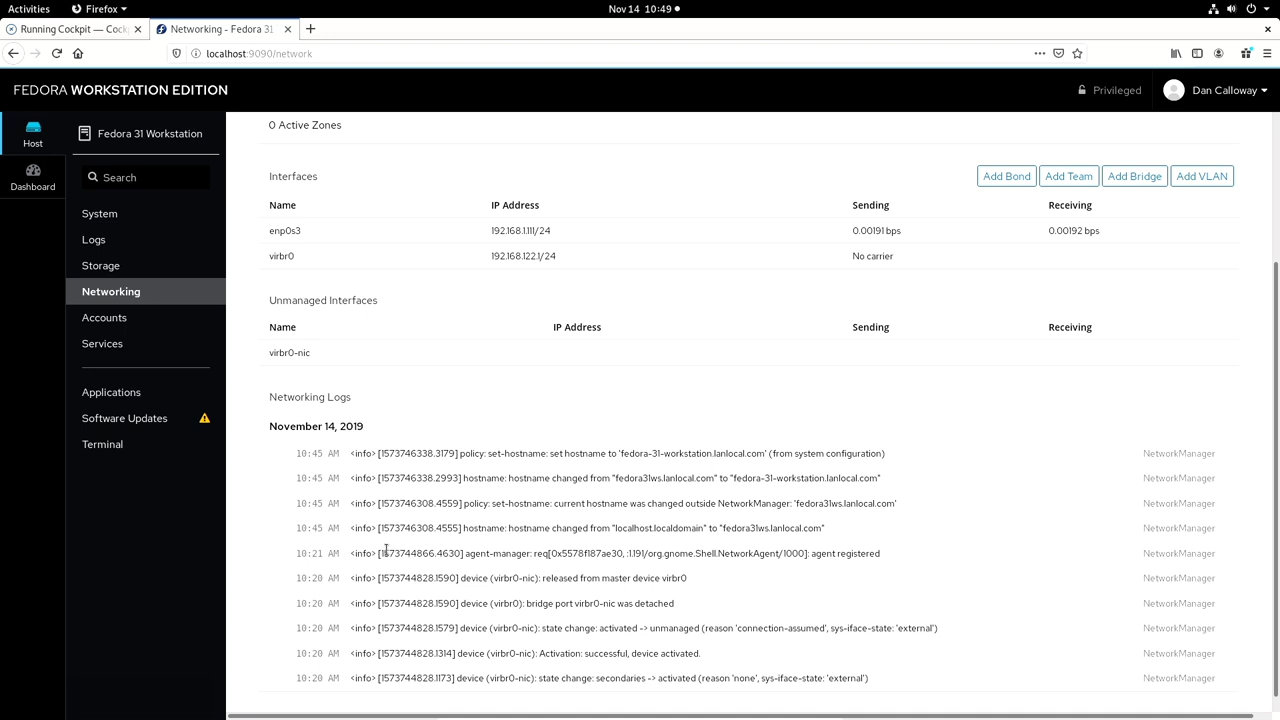 Activities Firefox Nov 14 10:49
Running Cockpit — Cock Networking - Fedora 31
localhost:9090/network
FEDORA WORKSTATION EDITION Privileged Dan Calloway
Host
Dashboard
Fedora 31 Workstation
Search
System
Logs
Storage
Networking
Accounts
Services
Applications
Software Updates
Terminal
0 Active Zones
Interfaces Add Bond Add Team Add Bridge Add VLAN
Name IP Address Sending Receiving
enp0s3 192.168.1.111/24 0.00191 bps 0.00192 bps
virbr0 192.168.122.1/24 No carrier
Unmanaged Interfaces
Name IP Address Sending Receiving
virbr0-nic
Networking Logs
November 14, 2019
10:45 AM <info> [1573746338.3179] policy: set-hostname: set hostname to 'fedora-31-workstation.lanlocal.com' (from system configuration) NetworkManager
10:45 AM <info> [1573746338.2993] hostname: hostname changed from "fedora31ws.lanlocal.com" to "fedora-31-workstation.lanlocal.com" NetworkManager
10:45 AM <info> [1573746308.4559] policy: set-hostname: current hostname was changed outside NetworkManager: 'fedora31ws.lanlocal.com' NetworkManager
10:45 AM <info> [1573746308.4555] hostname: hostname changed from "localhost.localdomain" to "fedora31ws.lanlocal.com" NetworkManager
10:21 AM <info> [1573744866.4630] agent-manager: req[0x5578f187ae30, :1.191/org.gnome.Shell.NetworkAgent/1000]: agent registered NetworkManager
10:20 AM <info> [1573744828.1590] device (virbr0-nic): released from master device virbr0 NetworkManager
10:20 AM <info> [1573744828.1590] device (virbr0): bridge port virbr0-nic was detached NetworkManager
10:20 AM <info> [1573744828.1579] device (virbr0-nic): state change: activated -> unmanaged (reason 'connection-assumed', sys-iface-state: 'external') NetworkManager
10:20 AM <info> [1573744828.1314] device (virbr0-nic): Activation: successful, device activated. NetworkManager
10:20 AM <info> [1573744828.1173] device (virbr0-nic): state change: secondaries -> activated (reason 'none', sys-iface-state: 'external') NetworkManager